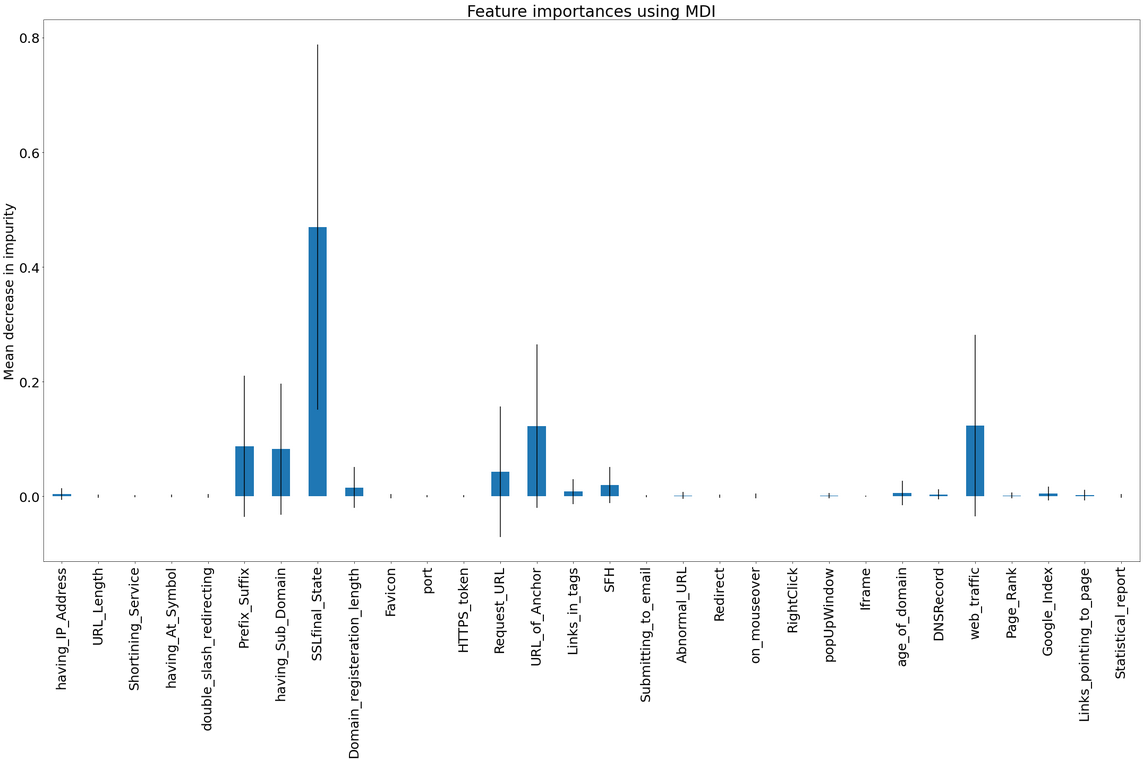 Feature importances using MDI
Mean decrease in impurity
0.8
0.6
0.4
0.2
0.0
having_IP_Address
URL_Length
Shortining_Service
having_At_Symbol
double_slash_redirecting
Prefix_Suffix
having_Sub_Domain
SSLfinal_State
Domain_registeration_length
Favicon
port
HTTPS_token
Request_URL
URL_of_Anchor
Links_in_tags
SFH
Submitting_to_email
Abnormal_URL
Redirect
on_mouseover
RightClick
popUpWindow
Iframe
age_of_domain
DNSRecord
web_traffic
Page_Rank
Google_Index
Links_pointing_to_page
Statistical_report